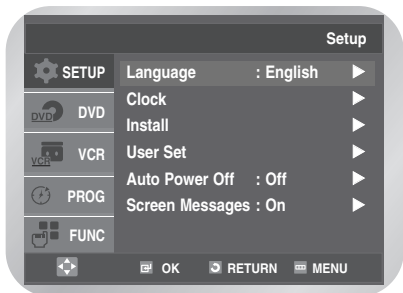 Setup
SETUP
Language : English
DVD DVD
Clock
Install
VCR VCR
User Set
Auto Power Off : Off
PROG
Screen Messages : On
FUNC
OK RETURN MENU